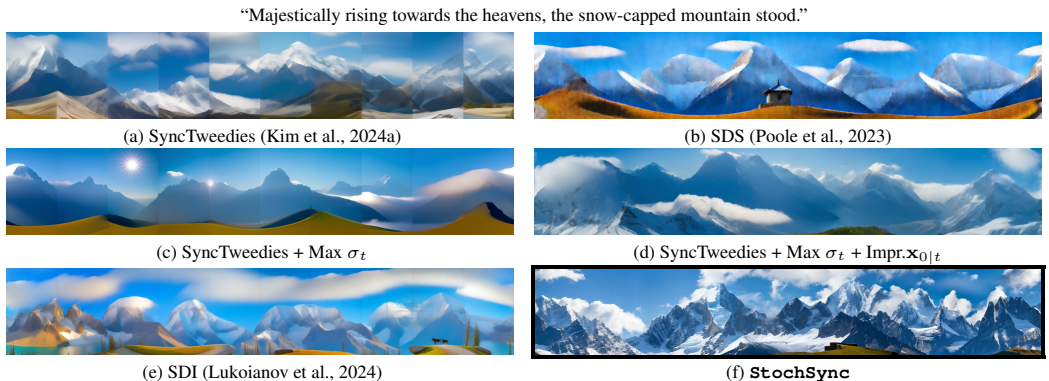 “Majestically rising towards the heavens, the snow-capped mountain stood.”
(a) SyncTweedies (Kim et al., 2024a)
(b) SDS (Poole et al., 2023)
(c) SyncTweedies + Max σₜ
(d) SyncTweedies + Max σₜ + Impr.x₀|ₜ
(e) SDI (Lukoianov et al., 2024)
(f) StochSync